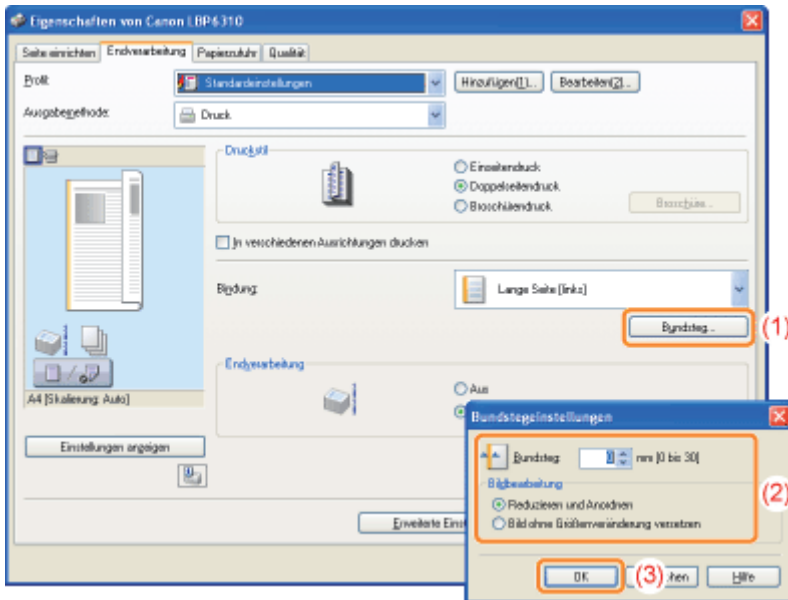 Eigenschaften von Canon LBP6310
Seite einrichten Endverarbeitung Papierzufuhr Qualität
Profil: Standardeinstellungen Hinzufügen(1)... Bearbeiten(2)...
Ausgabemethode: Druck
Druckstil
Einseitendruck
Doppelseitendruck
Broschürendruck Broschüre...
In verschiedenen Ausrichtungen drucken
Bindung: Lange Seite [links]
Bundsteg... (1)
Endverarbeitung
Aus
A4 [Skalierung: Auto]
Einstellungen anzeigen
Erweiterte Einst
Bundstegeinstellungen
Bundsteg: 0 mm [0 bis 30]
(2)
Bildbearbeitung
Reduzieren und Anordnen
Bild ohne Größenveränderung versetzen
OK (3) hen Hilfe